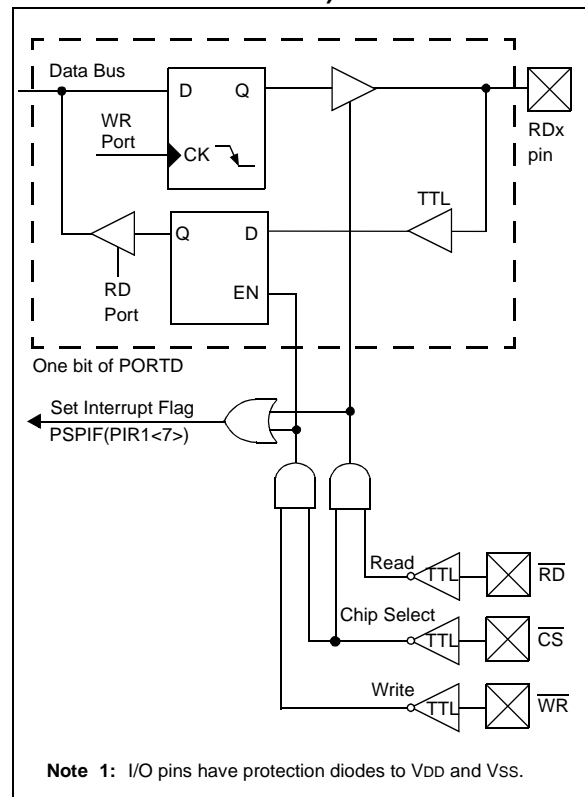 Data Bus
D Q
WR
Port
CK
RDx
pin
TTL
Q D
EN
RD
Port
One bit of PORTD
Set Interrupt Flag
PSPIF(PIR1<7>)
Read
TTL
RD
Chip Select
TTL
CS
Write
TTL
WR
Note 1: I/O pins have protection diodes to VDD and VSS.